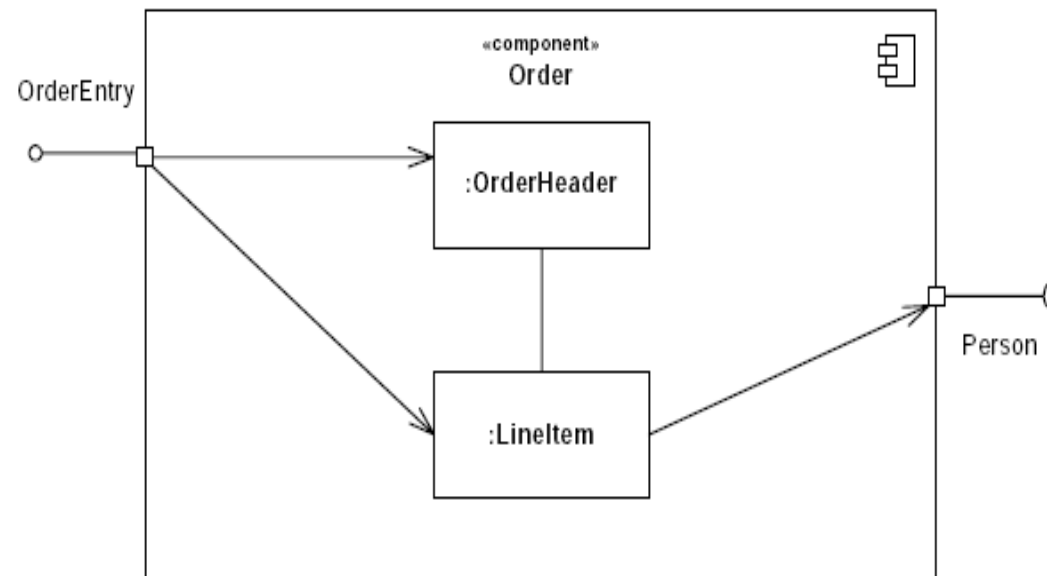 «component»
Order
OrderEntry
:OrderHeader
Person
:LineItem